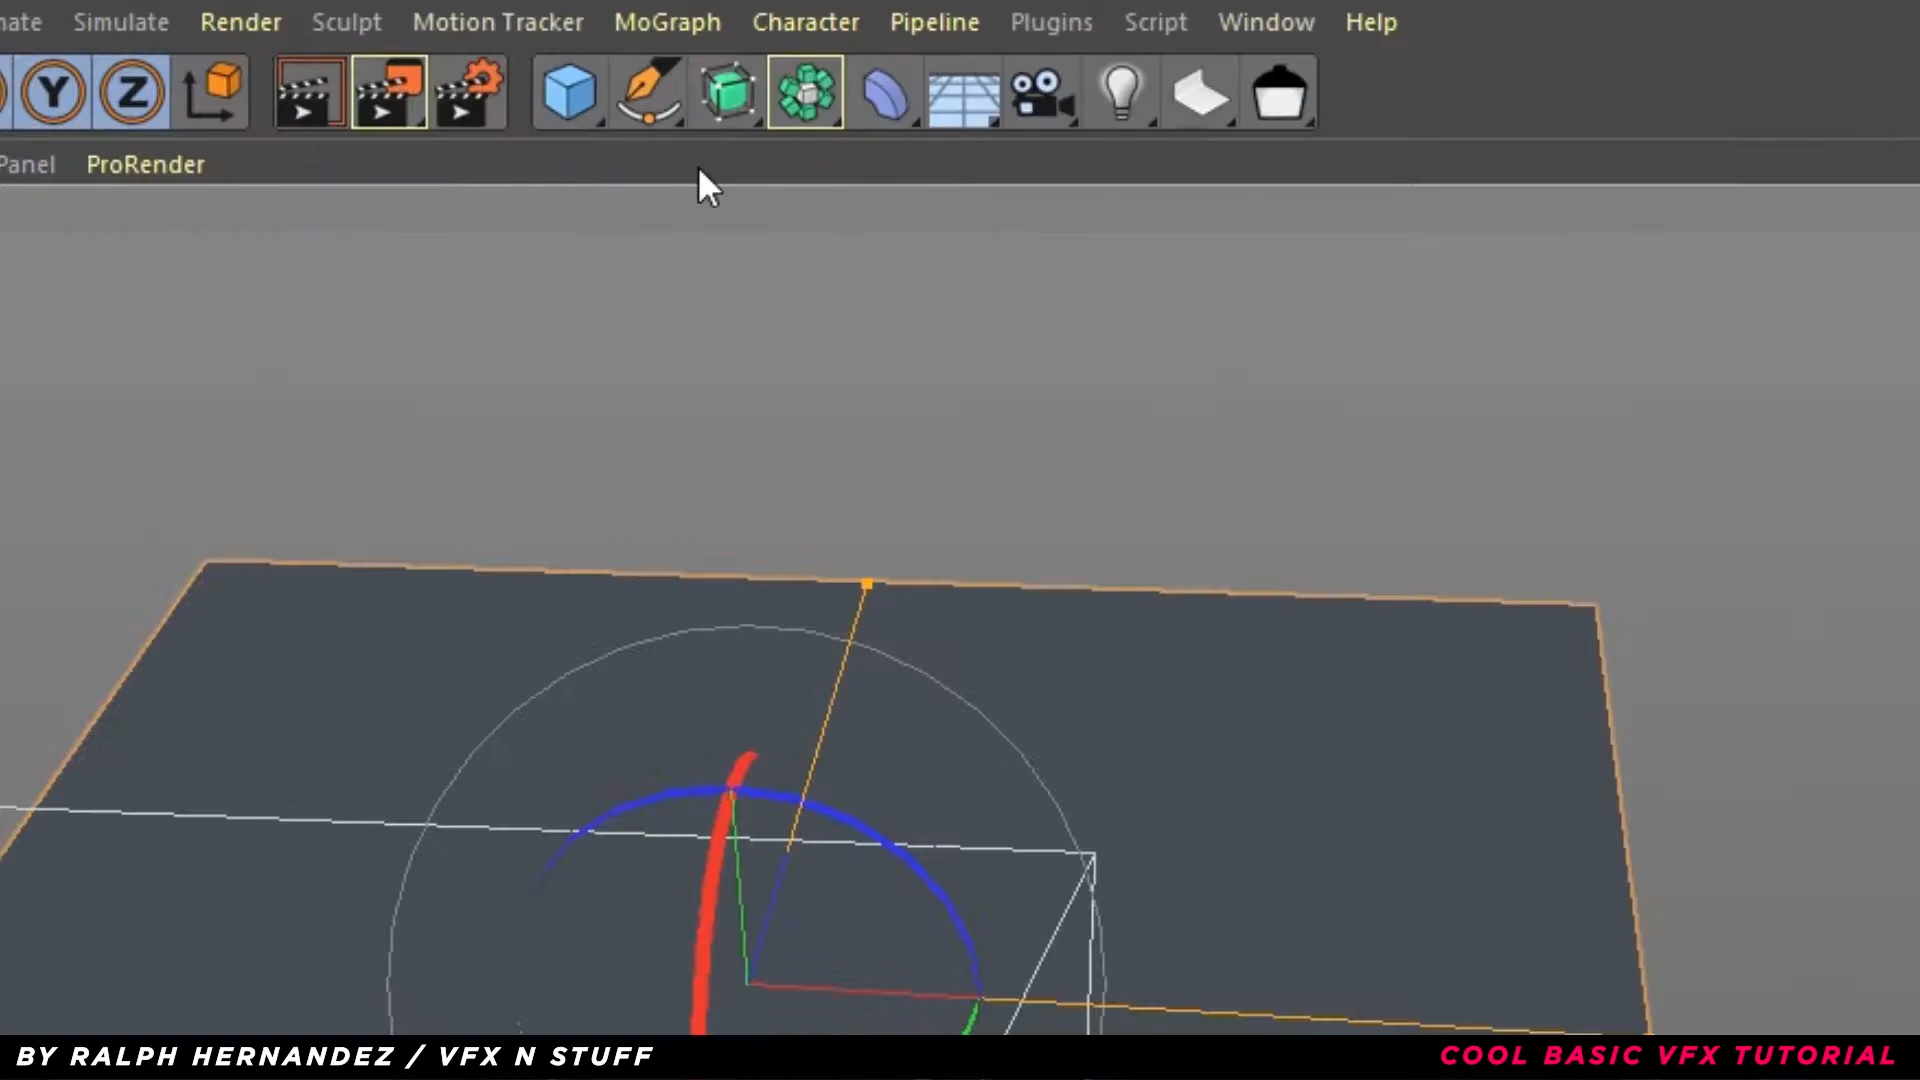 Simulate Render Sculpt Motion Tracker MoGraph Character Pipeline Plugins Script Window Help
Y Z
Panel ProRender
BY RALPH HERNANDEZ / VFX N STUFF
COOL BASIC VFX TUTORIAL